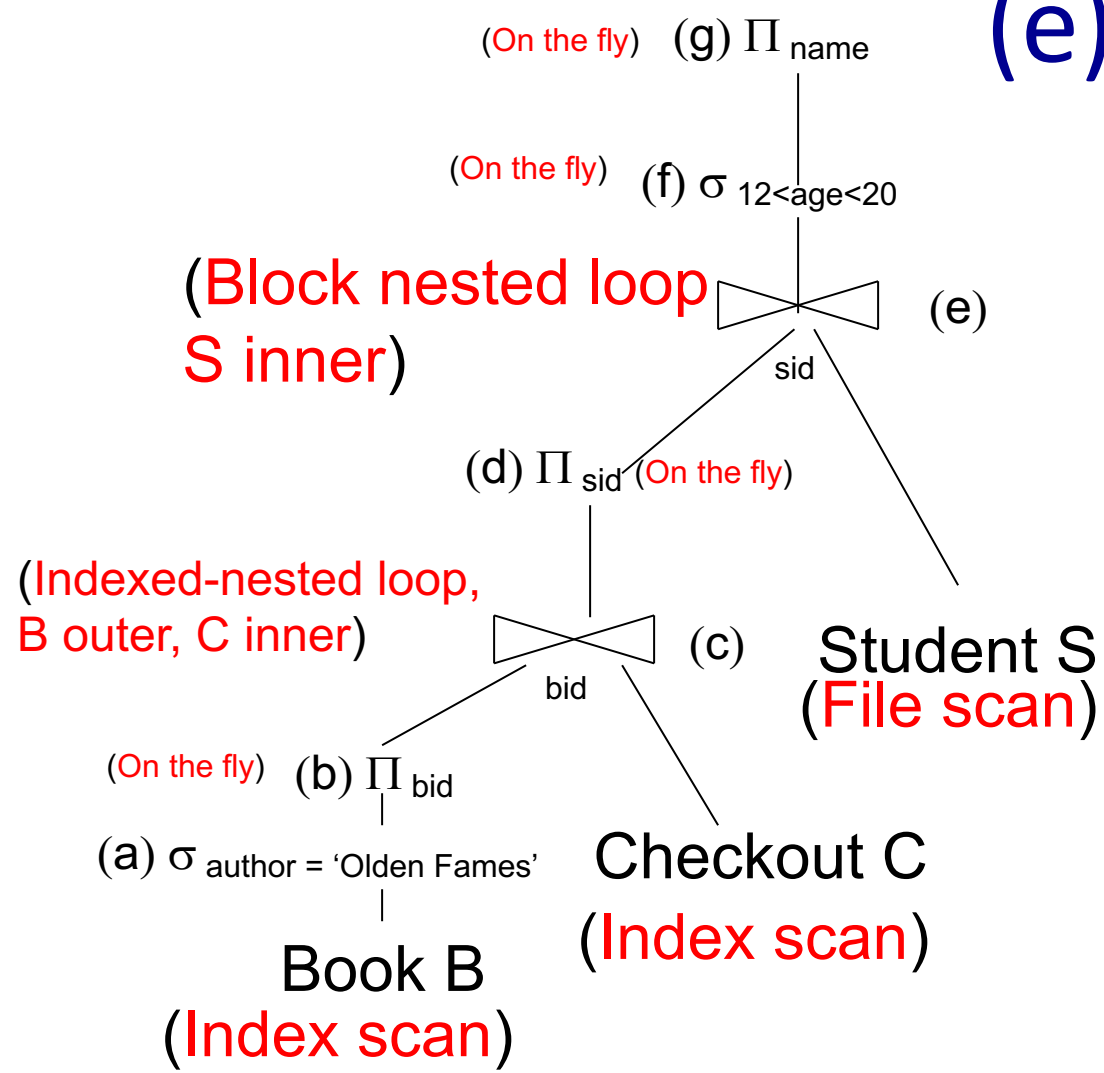 (e)
(On the fly) (g) Π name
(On the fly) (f) σ 12<age<20
(Block nested loop
S inner)
(e)
sid
(d) Π sid (On the fly)
(Indexed-nested loop,
B outer, C inner)
(c)
bid
Student S
(File scan)
(On the fly) (b) Π bid
(a) σ author = ‘Olden Fames’
Checkout C
(Index scan)
Book B
(Index scan)